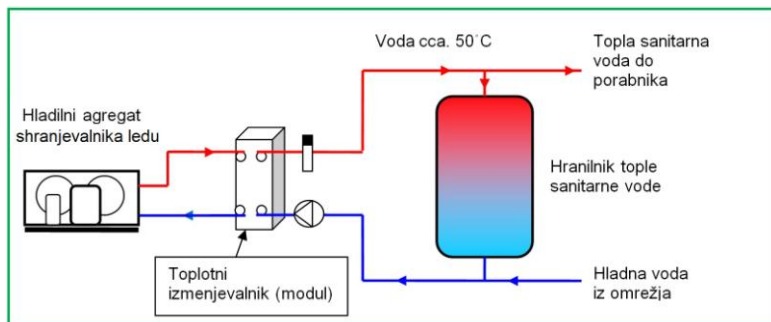 Voda cca. 50˚C
Topla sanitarna
voda do
porabnika
Hladilni agregat
shranjevalnika ledu
Hranilnik tople
sanitarne vode
Toplotni
izmenjevalnik (modul)
Hladna voda
iz omrežja